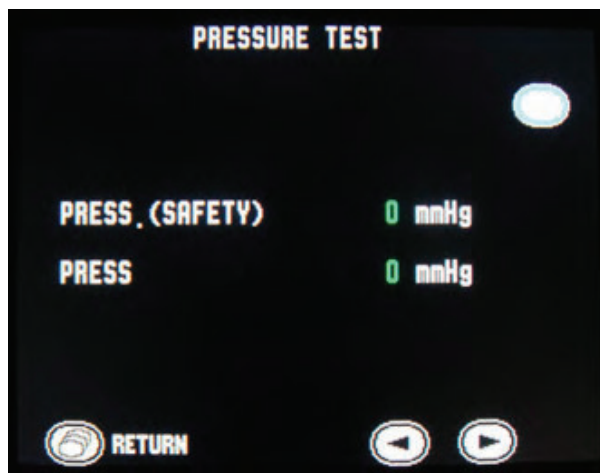 PRESSURE TEST
PRESS.(SAFETY) 0 mmHg
PRESS 0 mmHg
RETURN